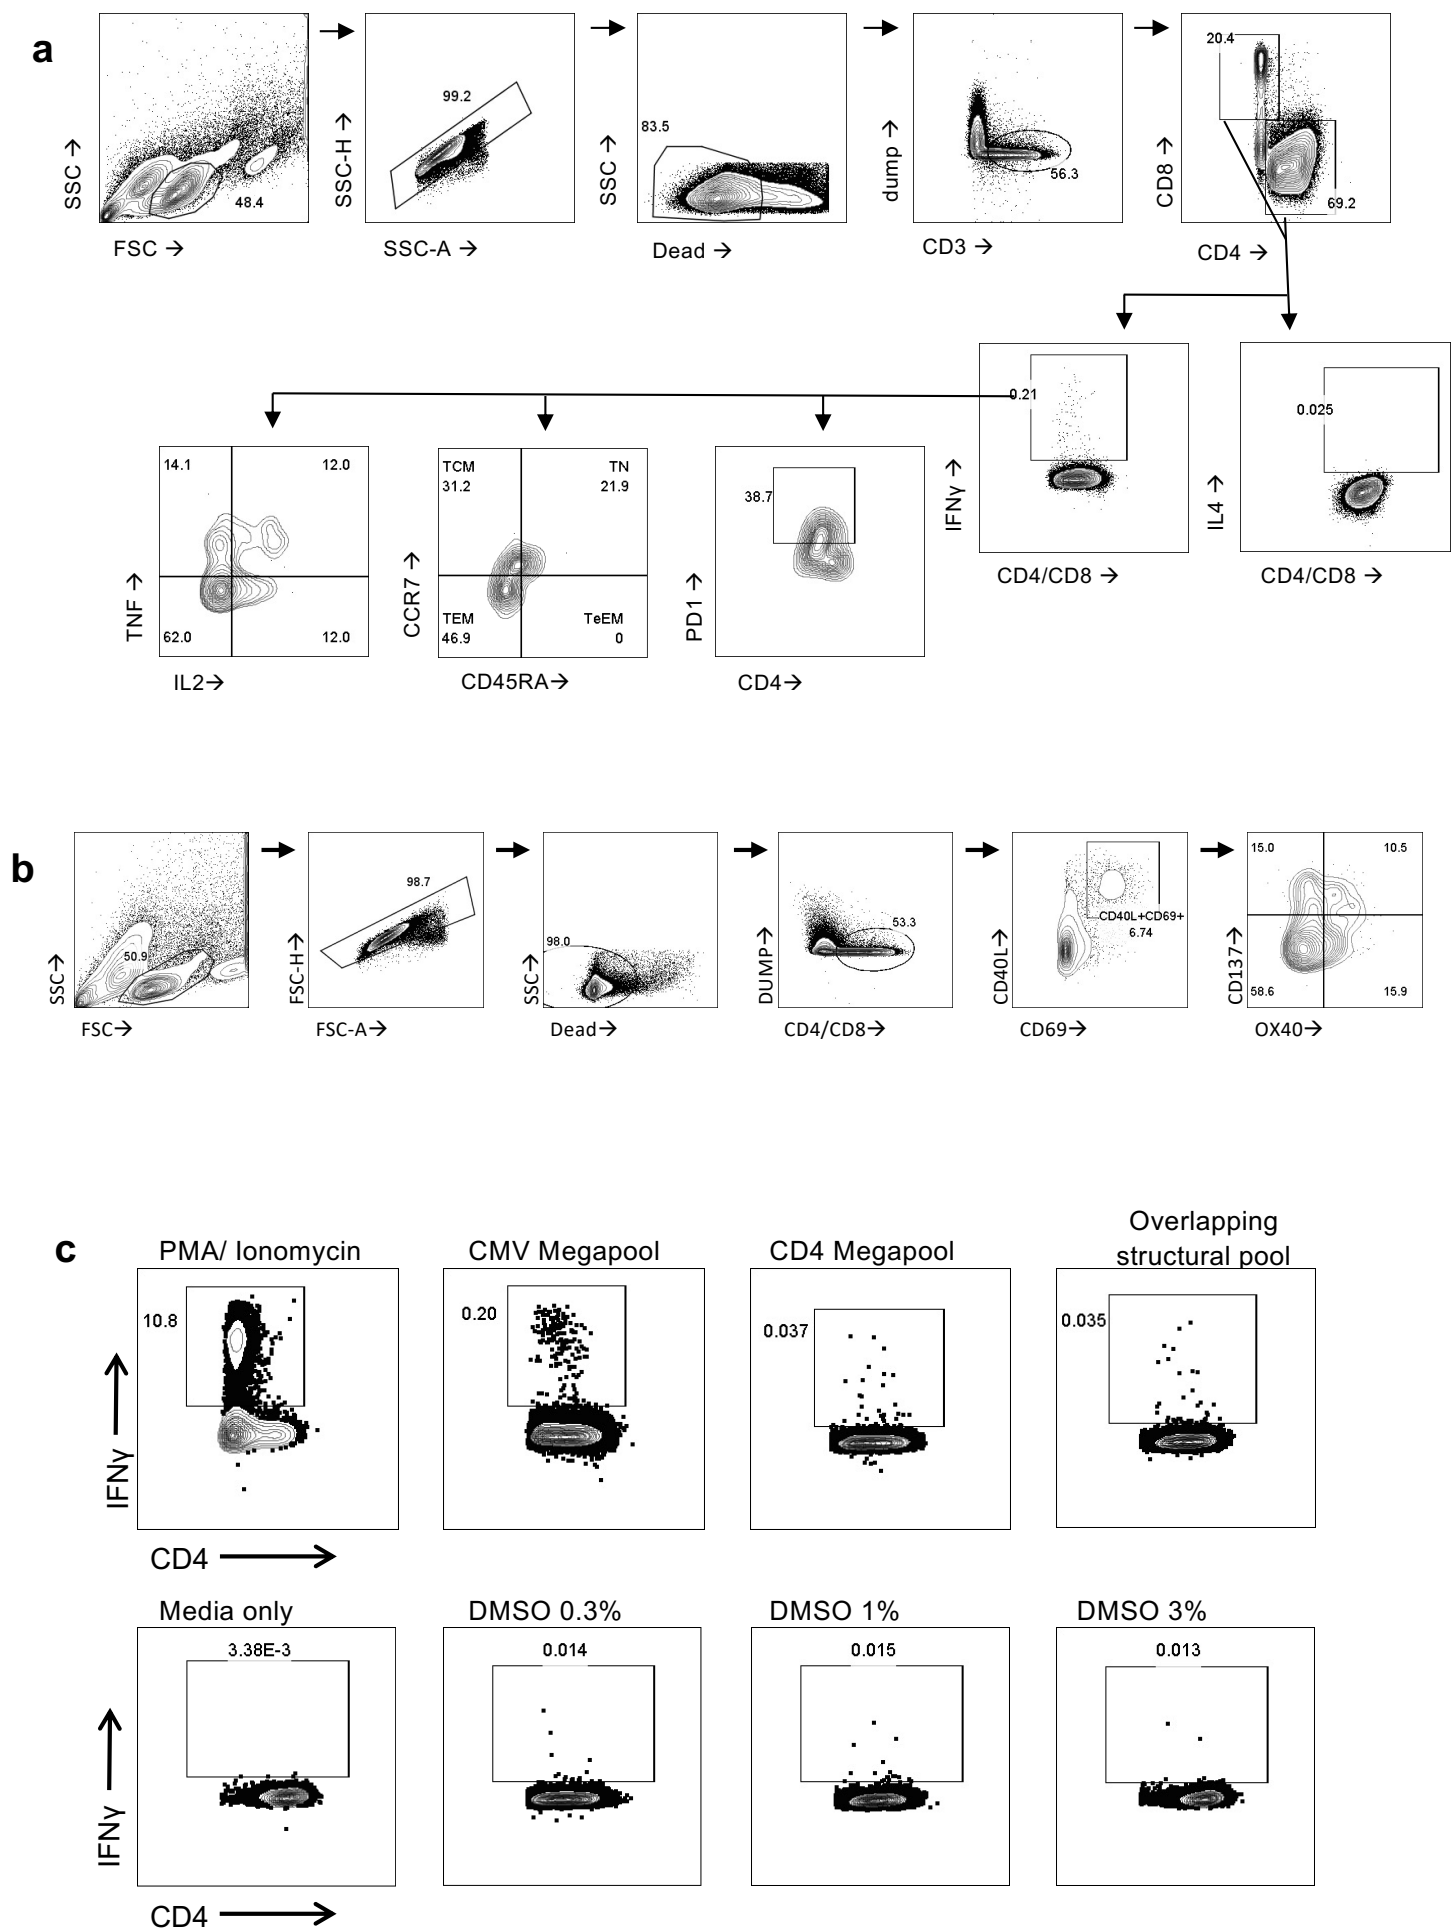 a
SSC →
48.4
FSC →
SSC-H →
99.2
SSC-A →
SSC →
83.5
Dead →
dump →
56.3
CD3 →
CD8 →
20.4
69.2
CD4 →
TNF →
14.1 12.0
62.0 12.0
IL2→
CCR7 →
TCM TN
31.2 21.9
TEM TeEM
46.9 0
CD45RA→
PD1 →
38.7
CD4→
IFNγ →
0.21
CD4/CD8 →
IL4 →
0.025
CD4/CD8 →
b
SSC→
50.9
FSC→
FSC-H→
98.7
FSC-A→
SSC→
98.0
Dead→
DUMP→
53.3
CD4/CD8→
CD40L→
CD40L+CD69+
6.74
CD69→
CD137→
15.0 10.5
58.6 15.9
OX40→
c
PMA/ Ionomycin
10.8
IFNγ
CD4
CMV Megapool
0.20
CD4 Megapool
0.037
Overlapping
structural pool
0.035
Media only
3.38E-3
IFNγ
CD4
DMSO 0.3%
0.014
DMSO 1%
0.015
DMSO 3%
0.013